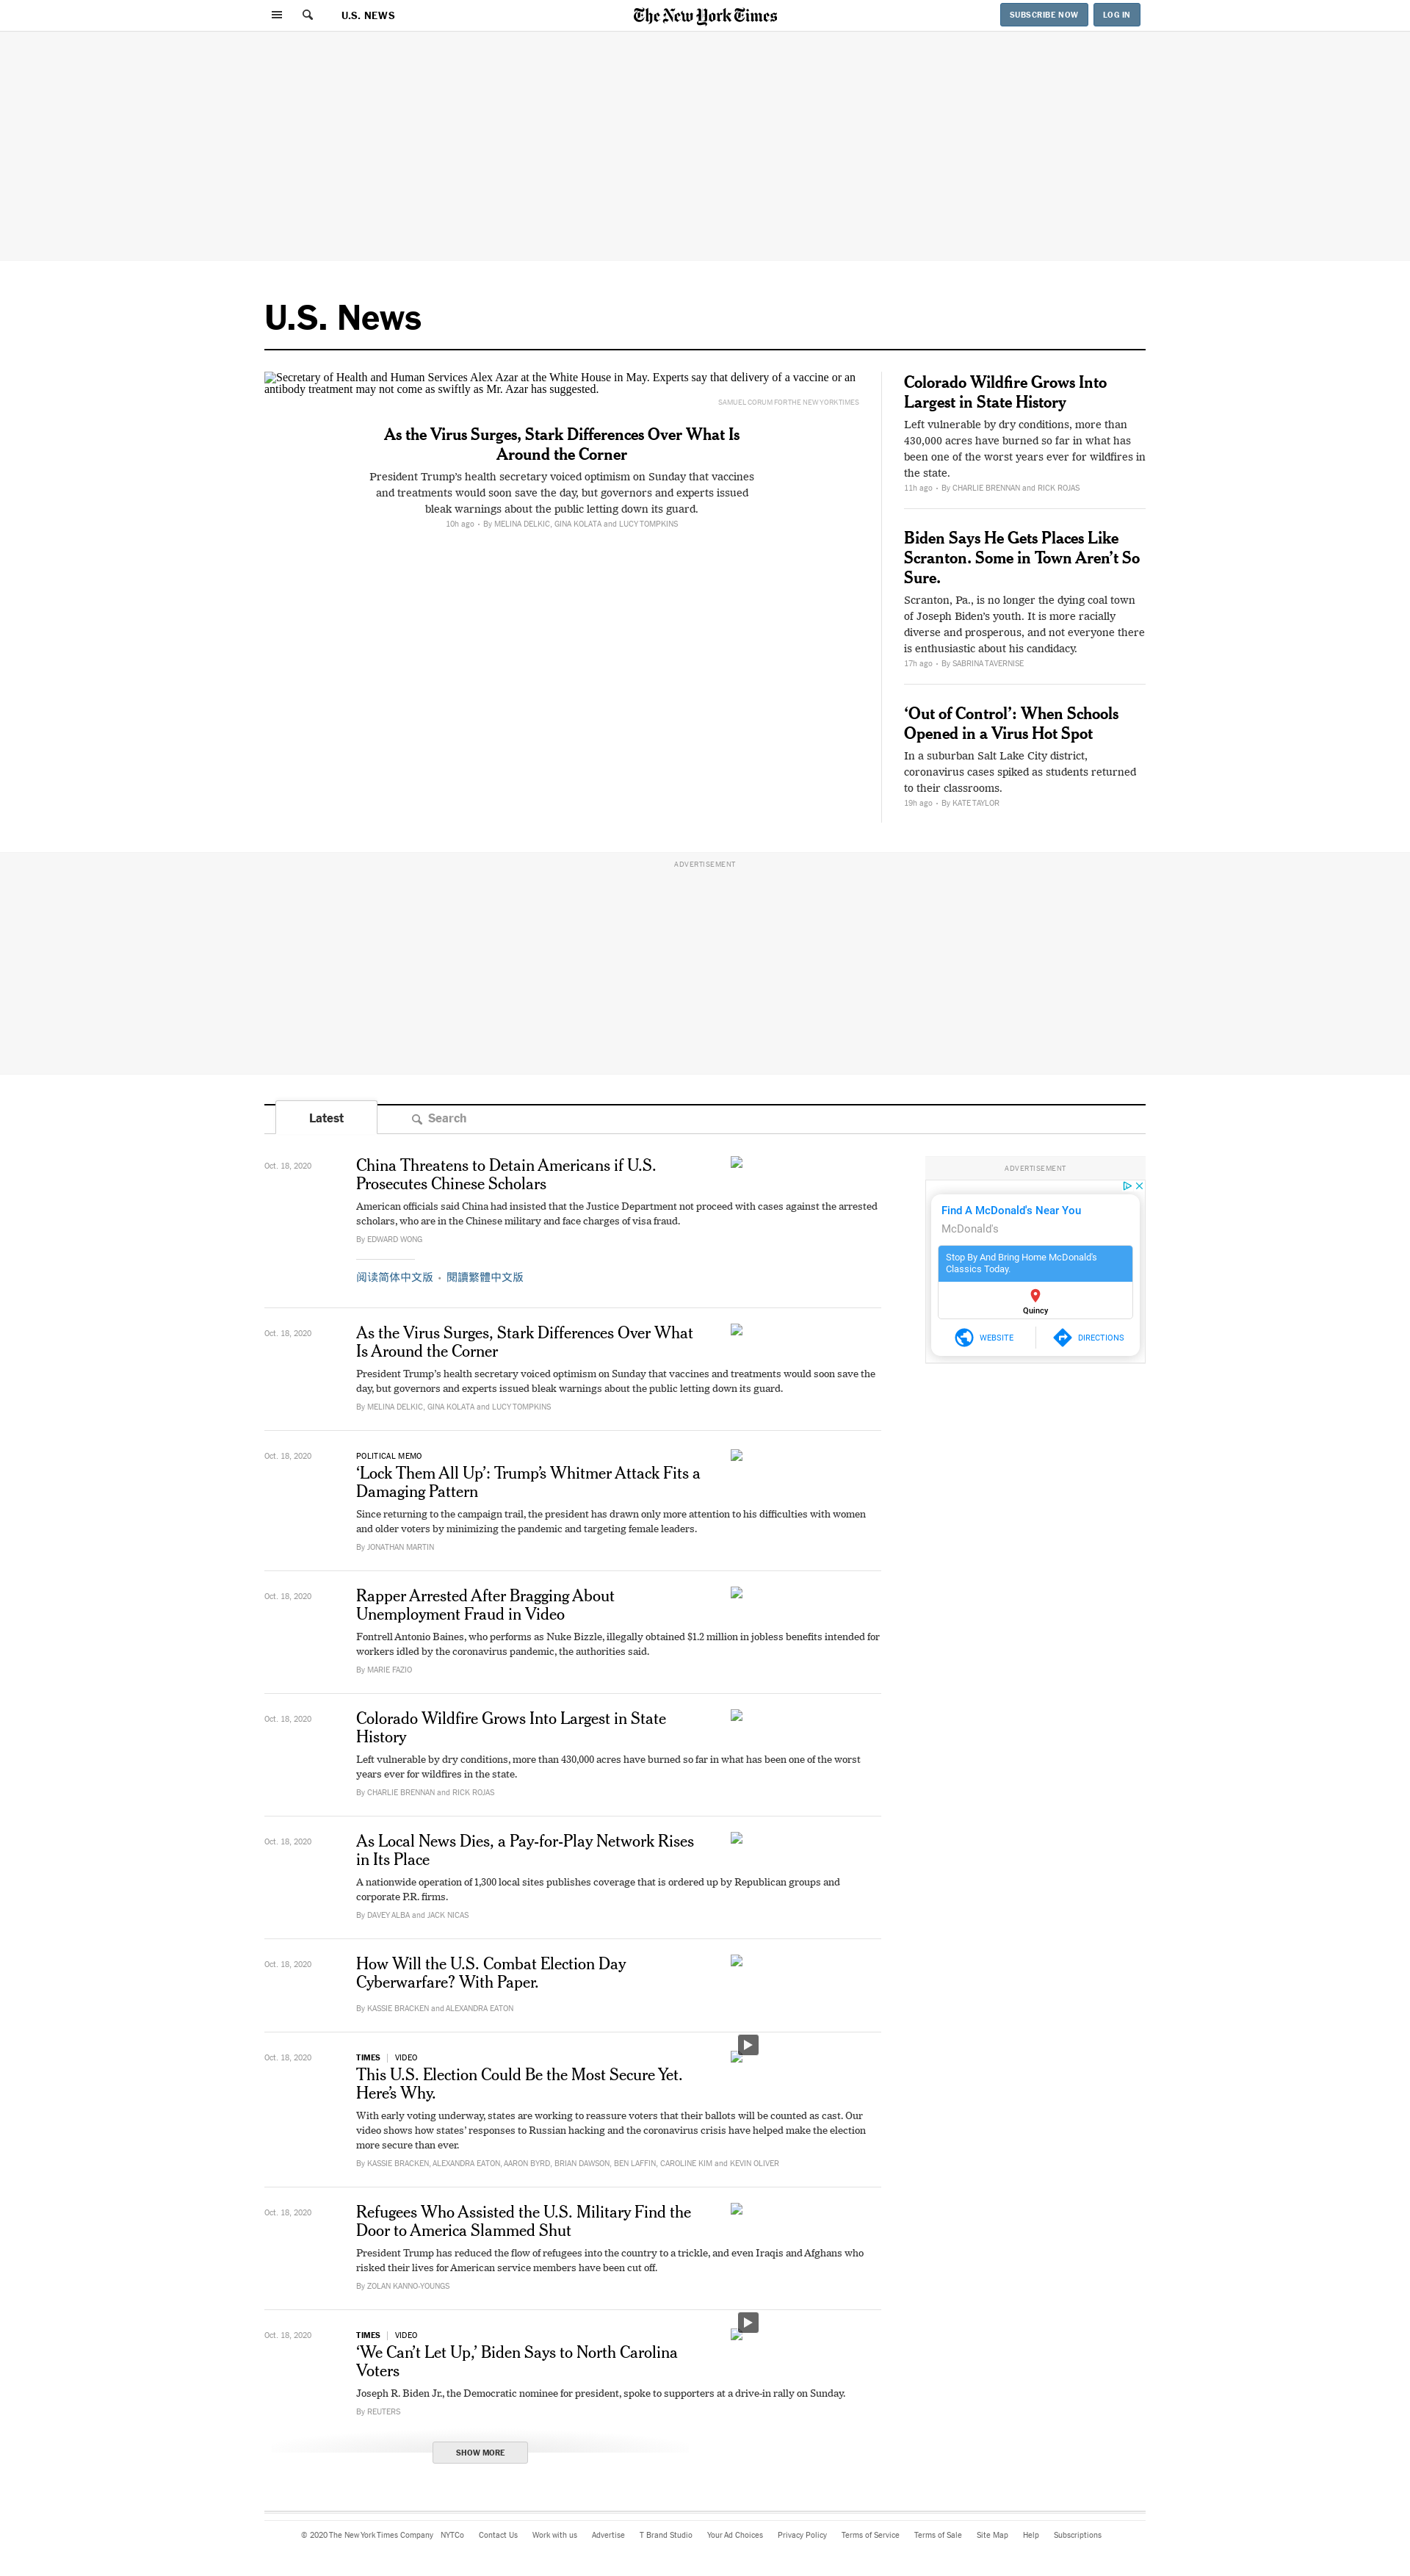 U.S. NEWS
The New York Times
SUBSCRIBE NOW
LOG IN
U.S. News
Secretary of Health and Human Services Alex Azar at the White House in May. Experts say that delivery of a vaccine or an
antibody treatment may not come as swiftly as Mr. Azar has suggested.
SAMUEL CORUM FOR THE NEW YORK TIMES
As the Virus Surges, Stark Differences Over What Is
Around the Corner
President Trump’s health secretary voiced optimism on Sunday that vaccines
and treatments would soon save the day, but governors and experts issued
bleak warnings about the public letting down its guard.
10h ago • By MELINA DELKIC, GINA KOLATA and LUCY TOMPKINS
Colorado Wildfire Grows Into
Largest in State History
Left vulnerable by dry conditions, more than
430,000 acres have burned so far in what has
been one of the worst years ever for wildfires in
the state.
11h ago • By CHARLIE BRENNAN and RICK ROJAS
Biden Says He Gets Places Like
Scranton. Some in Town Aren’t So
Sure.
Scranton, Pa., is no longer the dying coal town
of Joseph Biden’s youth. It is more racially
diverse and prosperous, and not everyone there
is enthusiastic about his candidacy.
17h ago • By SABRINA TAVERNISE
‘Out of Control’: When Schools
Opened in a Virus Hot Spot
In a suburban Salt Lake City district,
coronavirus cases spiked as students returned
to their classrooms.
19h ago • By KATE TAYLOR
ADVERTISEMENT
Latest
Search
Oct. 18, 2020
China Threatens to Detain Americans if U.S.
Prosecutes Chinese Scholars
American officials said China had insisted that the Justice Department not proceed with cases against the arrested
scholars, who are in the Chinese military and face charges of visa fraud.
By EDWARD WONG
阅读简体中文版 • 閱讀繁體中文版
Oct. 18, 2020
As the Virus Surges, Stark Differences Over What
Is Around the Corner
President Trump’s health secretary voiced optimism on Sunday that vaccines and treatments would soon save the
day, but governors and experts issued bleak warnings about the public letting down its guard.
By MELINA DELKIC, GINA KOLATA and LUCY TOMPKINS
Oct. 18, 2020
POLITICAL MEMO
‘Lock Them All Up’: Trump’s Whitmer Attack Fits a
Damaging Pattern
Since returning to the campaign trail, the president has drawn only more attention to his difficulties with women
and older voters by minimizing the pandemic and targeting female leaders.
By JONATHAN MARTIN
Oct. 18, 2020
Rapper Arrested After Bragging About
Unemployment Fraud in Video
Fontrell Antonio Baines, who performs as Nuke Bizzle, illegally obtained $1.2 million in jobless benefits intended for
workers idled by the coronavirus pandemic, the authorities said.
By MARIE FAZIO
Oct. 18, 2020
Colorado Wildfire Grows Into Largest in State
History
Left vulnerable by dry conditions, more than 430,000 acres have burned so far in what has been one of the worst
years ever for wildfires in the state.
By CHARLIE BRENNAN and RICK ROJAS
Oct. 18, 2020
As Local News Dies, a Pay-for-Play Network Rises
in Its Place
A nationwide operation of 1,300 local sites publishes coverage that is ordered up by Republican groups and
corporate P.R. firms.
By DAVEY ALBA and JACK NICAS
Oct. 18, 2020
How Will the U.S. Combat Election Day
Cyberwarfare? With Paper.
By KASSIE BRACKEN and ALEXANDRA EATON
Oct. 18, 2020
TIMES | VIDEO
This U.S. Election Could Be the Most Secure Yet.
Here’s Why.
With early voting underway, states are working to reassure voters that their ballots will be counted as cast. Our
video shows how states’ responses to Russian hacking and the coronavirus crisis have helped make the election
more secure than ever.
By KASSIE BRACKEN, ALEXANDRA EATON, AARON BYRD, BRIAN DAWSON, BEN LAFFIN, CAROLINE KIM and KEVIN OLIVER
Oct. 18, 2020
Refugees Who Assisted the U.S. Military Find the
Door to America Slammed Shut
President Trump has reduced the flow of refugees into the country to a trickle, and even Iraqis and Afghans who
risked their lives for American service members have been cut off.
By ZOLAN KANNO-YOUNGS
Oct. 18, 2020
TIMES | VIDEO
‘We Can’t Let Up,’ Biden Says to North Carolina
Voters
Joseph R. Biden Jr., the Democratic nominee for president, spoke to supporters at a drive-in rally on Sunday.
By REUTERS
SHOW MORE
ADVERTISEMENT
Find A McDonald's Near You
McDonald's
Stop By And Bring Home McDonald's
Classics Today.
Quincy
WEBSITE
DIRECTIONS
© 2020 The New York Times Company NYTCo Contact Us Work with us Advertise T Brand Studio Your Ad Choices Privacy Policy Terms of Service Terms of Sale Site Map Help Subscriptions